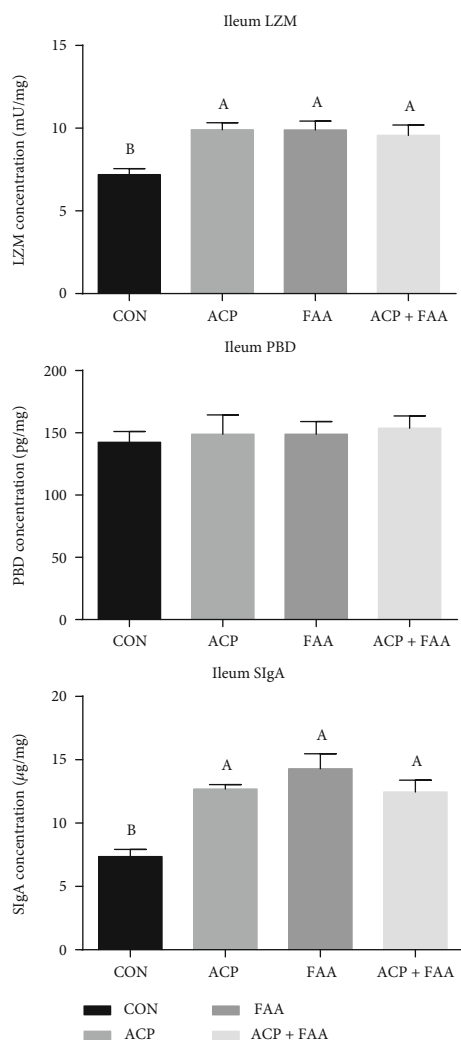 Ileum LZM
LZM concentration (mU/mg)
15
10
5
0
B
A
A
A
CON
ACP
FAA
ACP + FAA
Ileum PBD
PBD concentration (pg/mg)
200
150
100
50
0
CON
ACP
FAA
ACP + FAA
Ileum SIgA
SIgA concentration (μg/mg)
20
15
10
5
0
B
A
A
A
CON
ACP
FAA
ACP + FAA
CON
FAA
ACP
ACP + FAA